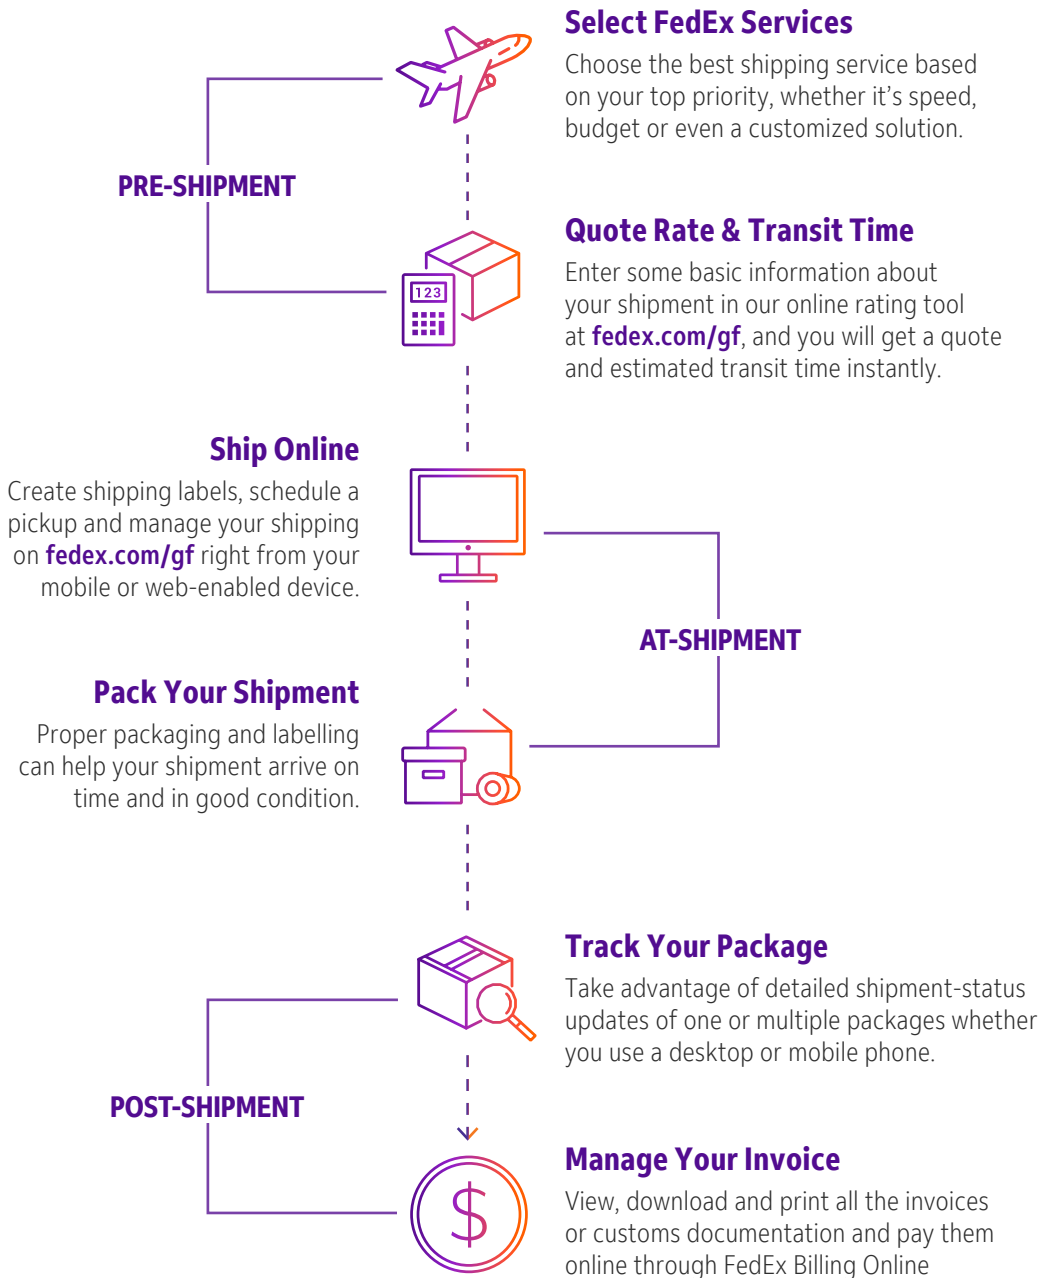 Select FedEx Services
Choose the best shipping service based
on your top priority, whether it's speed,
budget or even a customized solution.
PRE-SHIPMENT
Quote Rate & Transit Time
Enter some basic information about
your shipment in our online rating tool
at fedex.com/gf, and you will get a quote
and estimated transit time instantly.
123
Ship Online
Create shipping labels, schedule a
pickup and manage your shipping
on fedex.com/gf right from your
mobile or web-enabled device.
AT-SHIPMENT
Pack Your Shipment
Proper packaging and labelling
can help your shipment arrive on
time and in good condition.
Track Your Package
Take advantage of detailed shipment-status
updates of one or multiple packages whether
you use a desktop or mobile phone.
POST-SHIPMENT
Manage Your Invoice
View, download and print all the invoices
or customs documentation and pay them
online through FedEx Billing Online
$